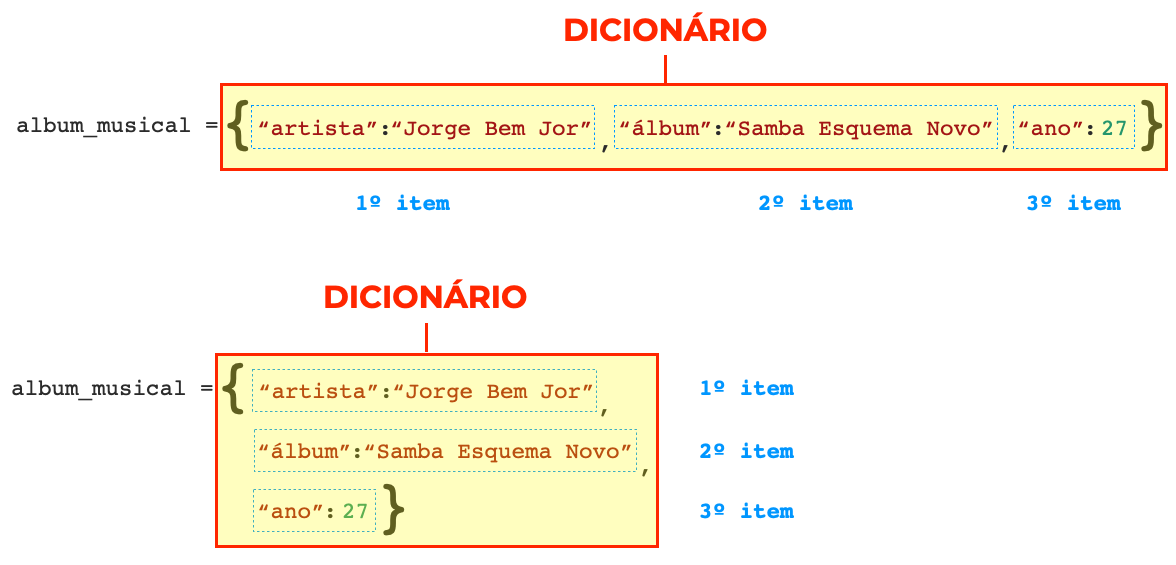 DICIONÁRIO
album_musical = { “artista”:“Jorge Bem Jor” , “álbum”:“Samba Esquema Novo” , “ano”: 27 }
1º item 2º item 3º item
DICIONÁRIO
album_musical = { “artista”:“Jorge Bem Jor” , 1º item
“álbum”:“Samba Esquema Novo” , 2º item
“ano”: 27 } 3º item